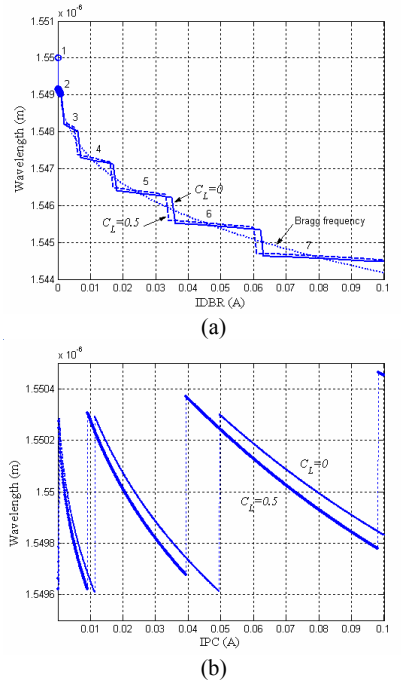 x 10⁻⁶
1.551
1
1.55
2
1.549
3
1.548
4
5
1.547
C_L=0
6
1.546
C_L=0.5
Bragg frequency
7
1.545
1.544
0 0.01 0.02 0.03 0.04 0.05 0.06 0.07 0.08 0.09 0.1
IDBR (A)
Wavelength (m)
(a)
x 10⁻⁶
1.5504
1.5502
C_L=0
1.55
C_L=0.5
1.5498
1.5496
0.01 0.02 0.03 0.04 0.05 0.06 0.07 0.08 0.09 0.1
IPC (A)
Wavelength (m)
(b)